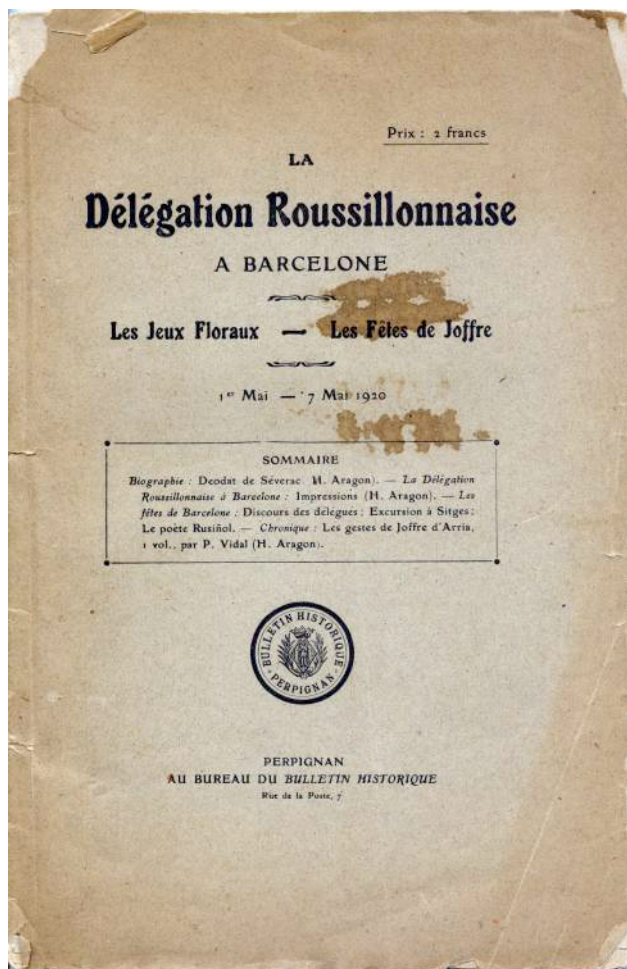 Prix : 2 francs
LA
Délégation Roussillonnaise
A BARCELONE
Les Jeux Floraux — Les Fêtes de Joffre
1er Mai — 7 Mai 1920
SOMMAIRE
Biographie : Deodat de Séverac (H. Aragon). — La Délégation
Roussillonnaise à Barcelone : Impressions (H. Aragon). — Les
fêtes de Barcelone : Discours des délégués ; Excursion à Sitges ;
Le poète Rusiñol. — Chronique : Les gestes de Joffre d'Arria,
1 vol., par P. Vidal (H. Aragon).
BULLETIN HISTORIQUE
PERPIGNAN
PERPIGNAN
AU BUREAU DU BULLETIN HISTORIQUE
Rue de la Poste, 7